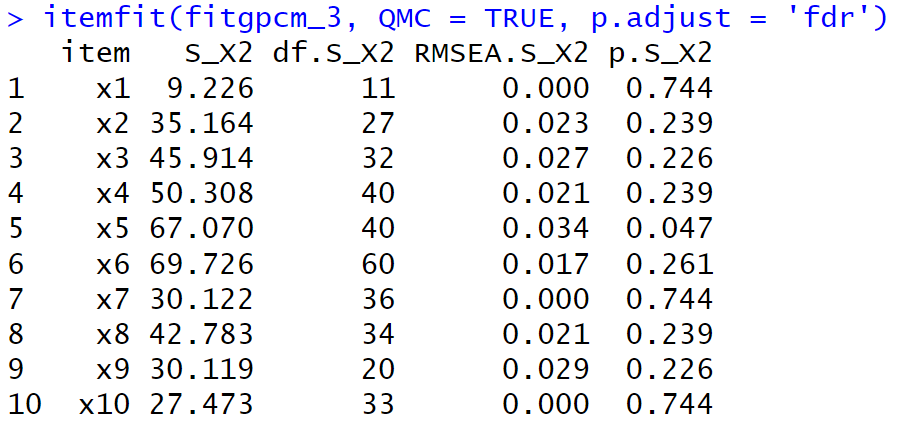 > itemfit(fitgpcm_3, QMC = TRUE, p.adjust = 'fdr')
   item   S_X2 df.S_X2 RMSEA.S_X2 p.S_X2
1    x1  9.226      11      0.000  0.744
2    x2 35.164      27      0.023  0.239
3    x3 45.914      32      0.027  0.226
4    x4 50.308      40      0.021  0.239
5    x5 67.070      40      0.034  0.047
6    x6 69.726      60      0.017  0.261
7    x7 30.122      36      0.000  0.744
8    x8 42.783      34      0.021  0.239
9    x9 30.119      20      0.029  0.226
10  x10 27.473      33      0.000  0.744